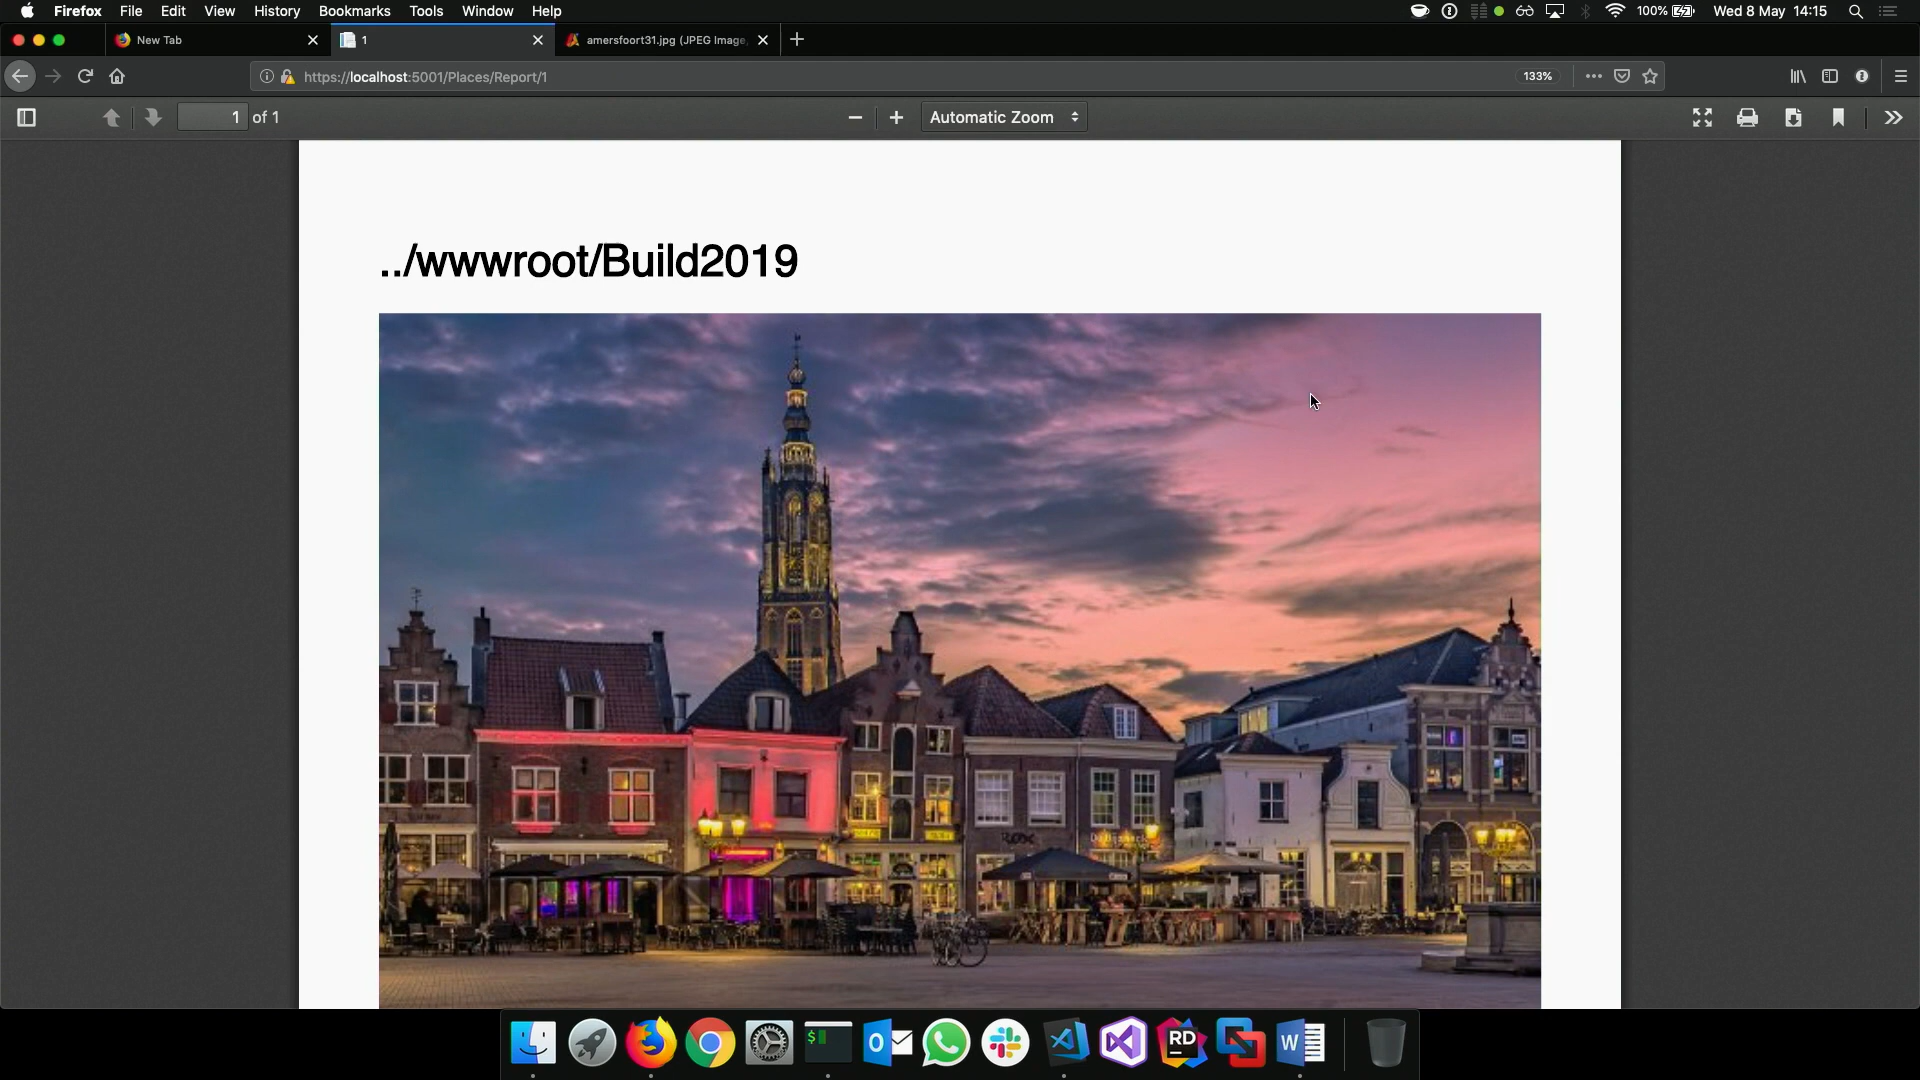 Firefox File Edit View History Bookmarks Tools Window Help 100% Wed 8 May 14:15
New Tab 1 amersfoort31.jpg (JPEG Image,
https://localhost:5001/Places/Report/1 133%
1 of 1 Automatic Zoom
../wwwroot/Build2019
$
O
RD
W